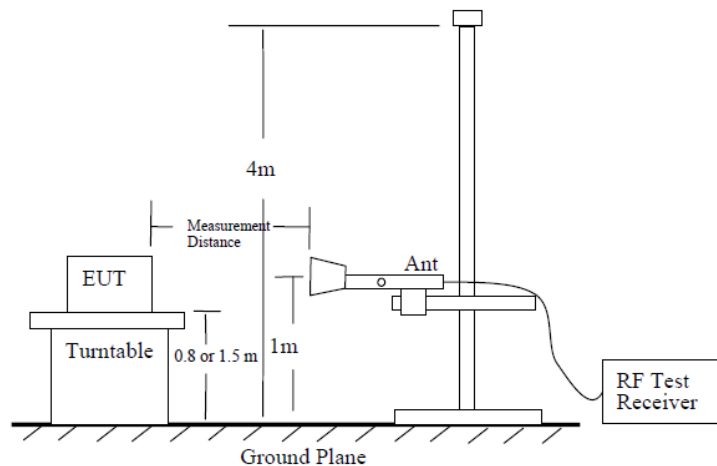 4m
Measurement
Distance
Ant
EUT
Turntable
0.8 or 1.5 m
1m
RF Test
Receiver
Ground Plane